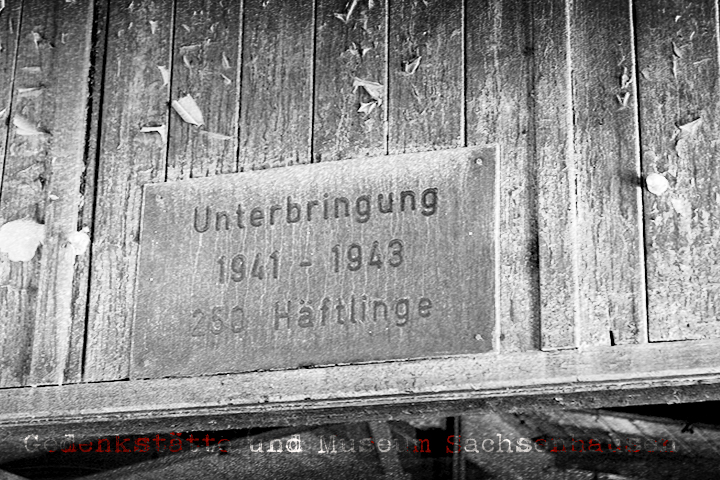 Unterbringung
1941 - 1943
250 Häftlinge
Gedenkstätte und Museum Sachsenhausen